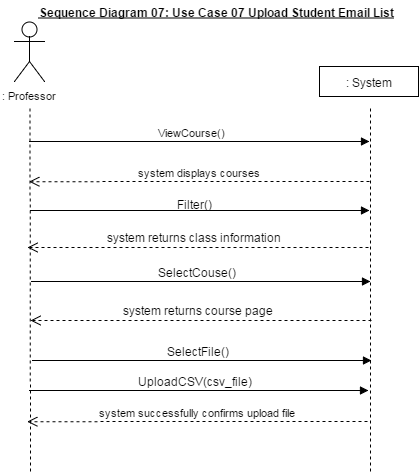 Sequence Diagram 07: Use Case 07 Upload Student Email List
: Professor
: System
ViewCourse()
system displays courses
Filter()
system returns class information
SelectCouse()
system returns course page
SelectFile()
UploadCSV(csv_file)
system successfully confirms upload file